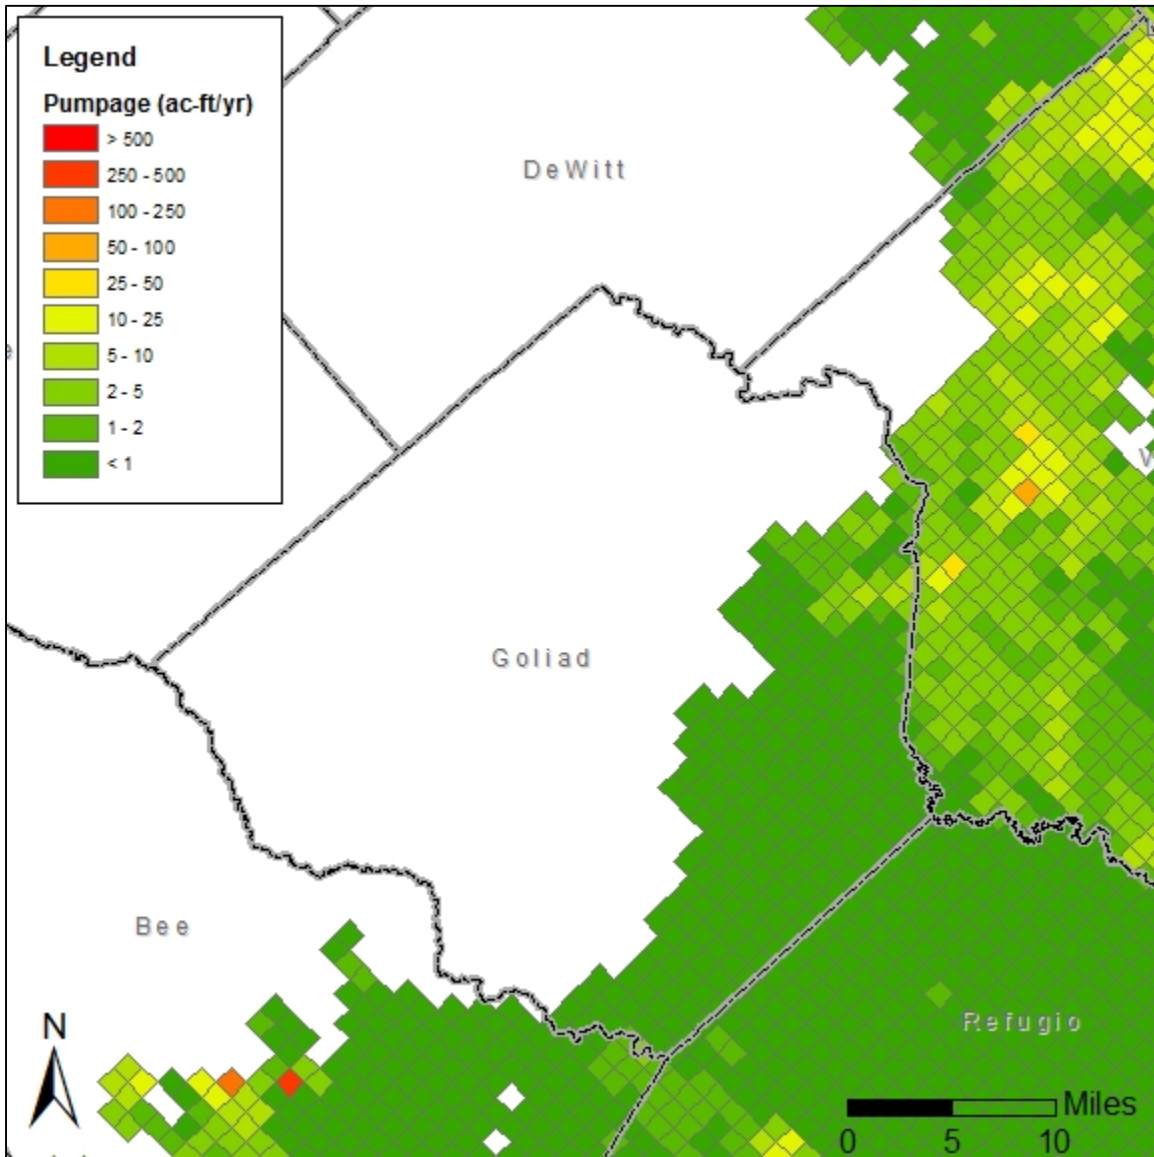 Legend
Pumpage (ac-ft/yr)
> 500
250 - 500
100 - 250
50 - 100
25 - 50
10 - 25
5 - 10
2 - 5
1 - 2
< 1
DeWitt
Goliad
Bee
Refugio
N
Miles
0 5 10